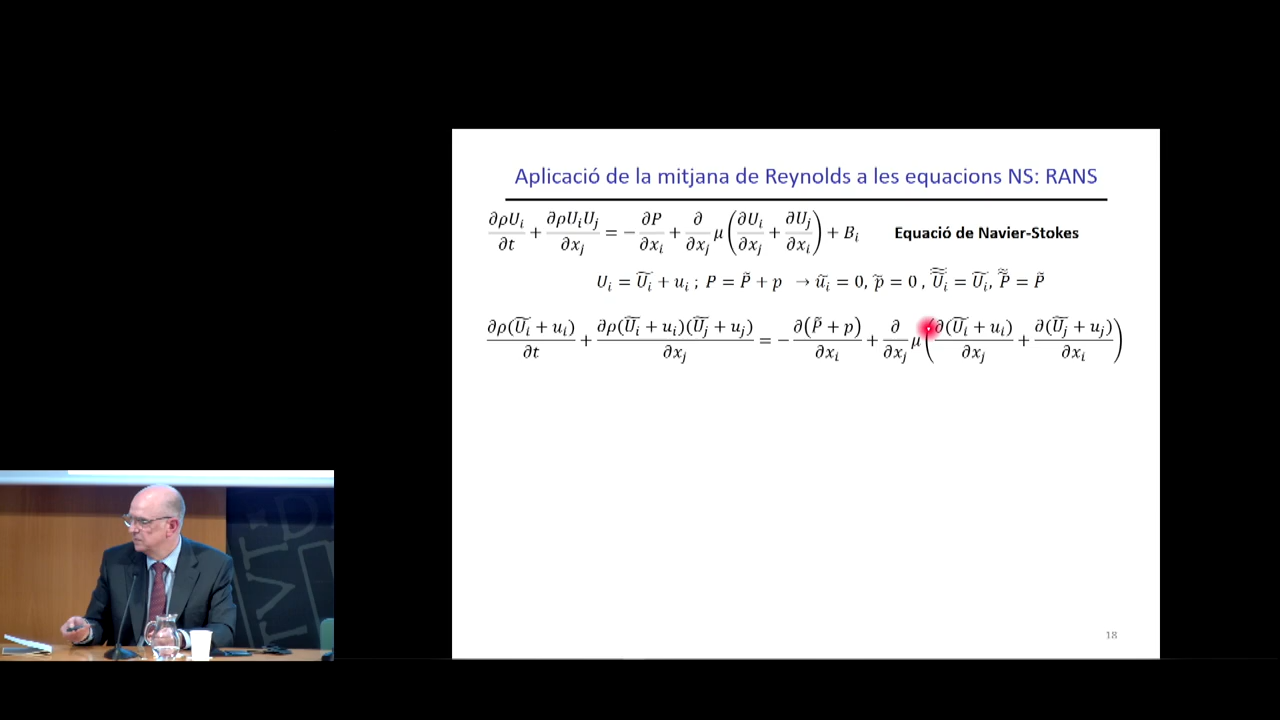 Aplicació de la mitjana de Reynolds a les equacions NS: RANS
∂ρU_i/∂t + ∂ρU_iU_j/∂x_j = − ∂P/∂x_i + ∂/∂x_j μ(∂U_i/∂x_j + ∂U_j/∂x_i) + B_i Equació de Navier-Stokes
U_i = Ũ_i + u_i ; P = P̃ + p → ũ_i = 0, p̃ = 0 , Ũ̃_i = Ũ_i, P̃̃ = P̃
∂ρ(Ũ_i + u_i)/∂t + ∂ρ(Ũ_i + u_i)(Ũ_j + u_j)/∂x_j = − ∂(P̃ + p)/∂x_i + ∂/∂x_j μ(∂(Ũ_i + u_i)/∂x_j + ∂(Ũ_j + u_j)/∂x_i)
18